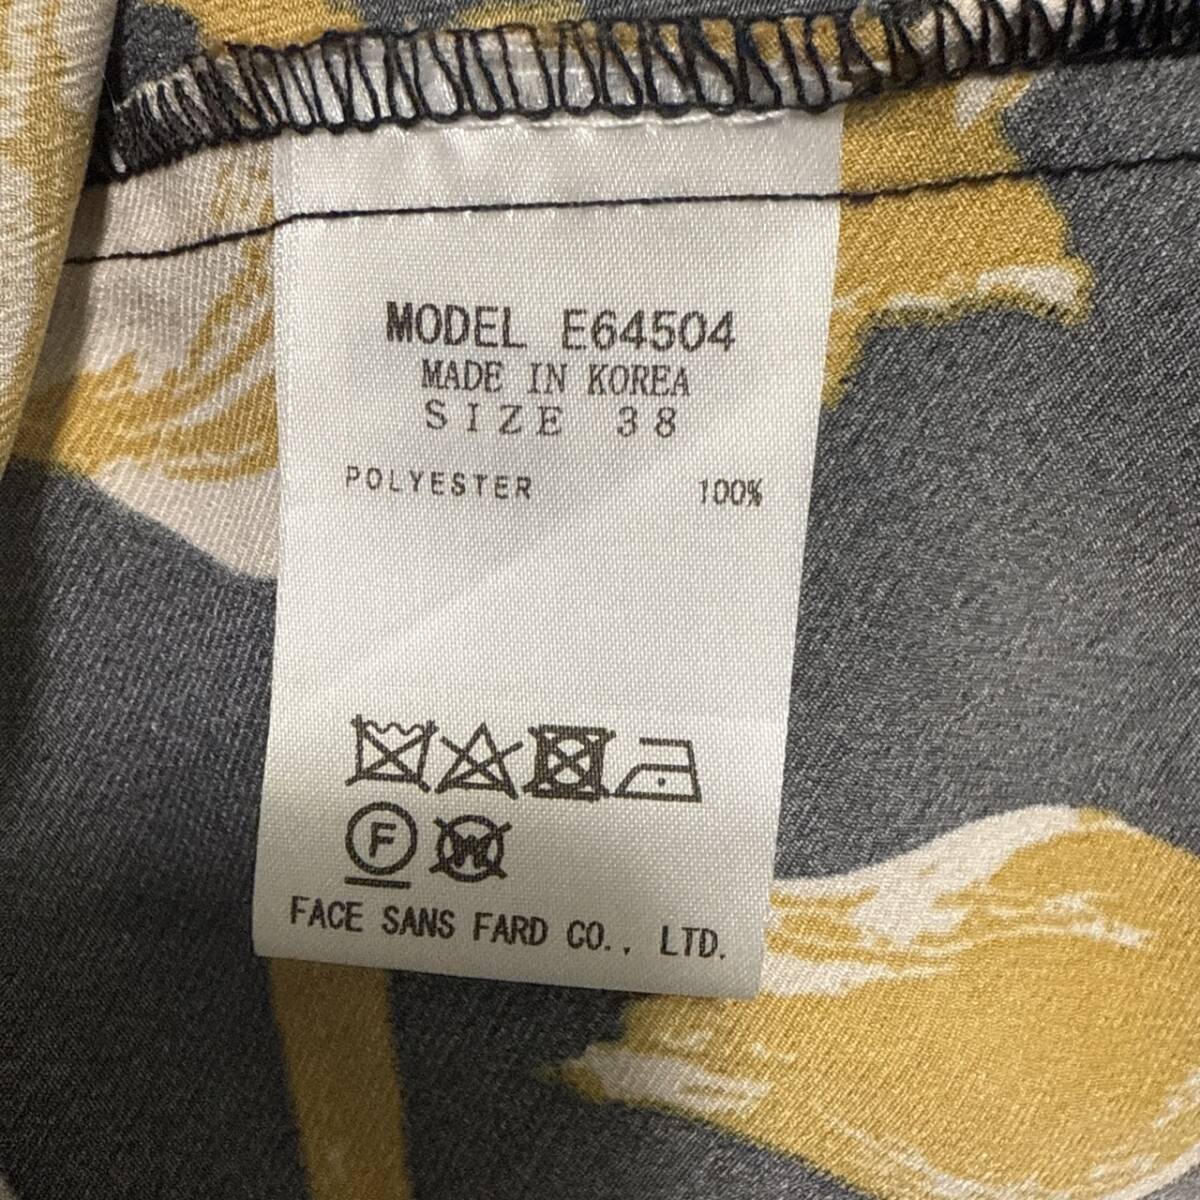 MODEL E64504
MADE IN KOREA
SIZE 38
POLYESTER 100%
F W
FACE SANS FARD CO., LTD.